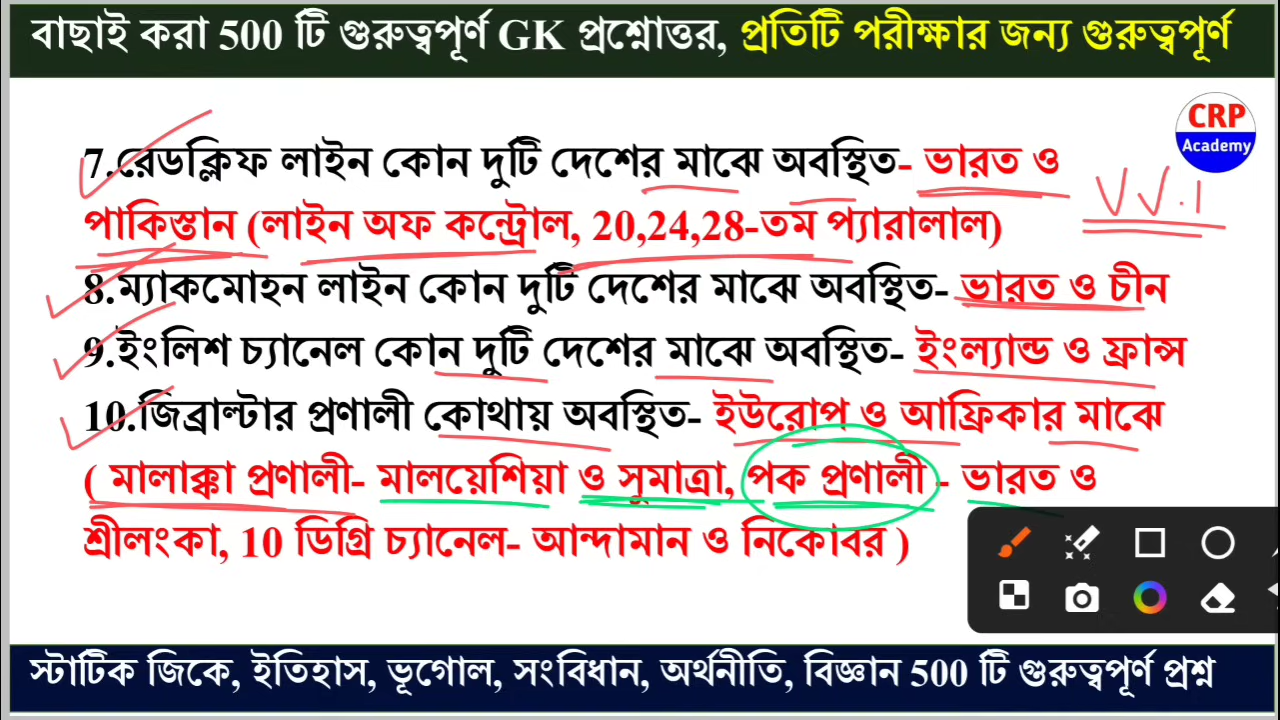 বাছাই করা 500 টি গুরুত্বপূর্ণ GK প্রশ্নোত্তর, প্রতিটি পরীক্ষার জন্য গুরুত্বপূর্ণ
CRP
Academy
7.রেডক্লিফ লাইন কোন দুটি দেশের মাঝে অবস্থিত- ভারত ও
পাকিস্তান (লাইন অফ কন্ট্রোল, 20,24,28-তম প্যারালাল)
VV.I
8.ম্যাকমোহন লাইন কোন দুটি দেশের মাঝে অবস্থিত- ভারত ও চীন
9.ইংলিশ চ্যানেল কোন দুটি দেশের মাঝে অবস্থিত- ইংল্যান্ড ও ফ্রান্স
10.জিব্রাল্টার প্রণালী কোথায় অবস্থিত- ইউরোপ ও আফ্রিকার মাঝে
( মালাক্কা প্রণালী- মালয়েশিয়া ও সুমাত্রা, পক প্রণালী - ভারত ও
শ্রীলংকা, 10 ডিগ্রি চ্যানেল- আন্দামান ও নিকোবর )
স্টাটিক জিকে, ইতিহাস, ভূগোল, সংবিধান, অর্থনীতি, বিজ্ঞান 500 টি গুরুত্বপূর্ণ প্রশ্ন